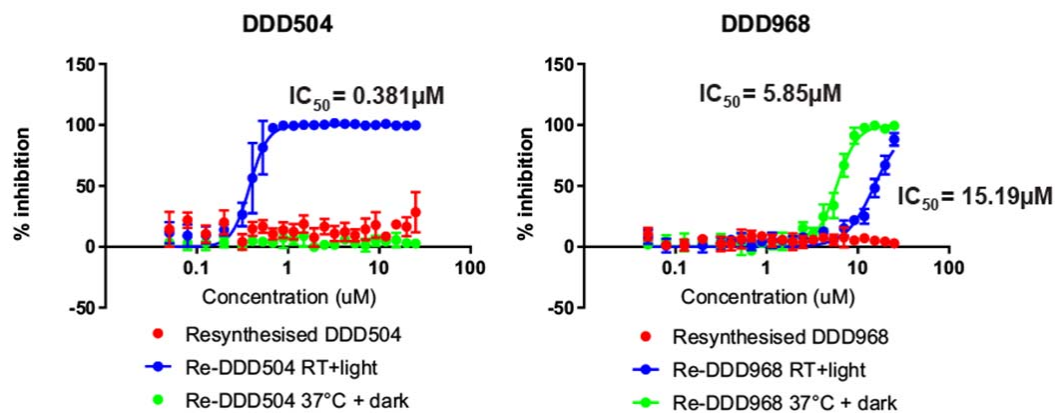 DDD504
150
100
50
0
-50
% inhibition
IC50 = 0.381µM
0.1 1 10 100
Concentration (uM)
Resynthesised DDD504
Re-DDD504 RT+light
Re-DDD504 37°C + dark
DDD968
150
100
50
0
-50
% inhibition
IC50 = 5.85µM
IC50 = 15.19µM
0.1 1 10 100
Concentration (uM)
Resynthesised DDD968
Re-DDD968 RT+light
Re-DDD968 37°C + dark